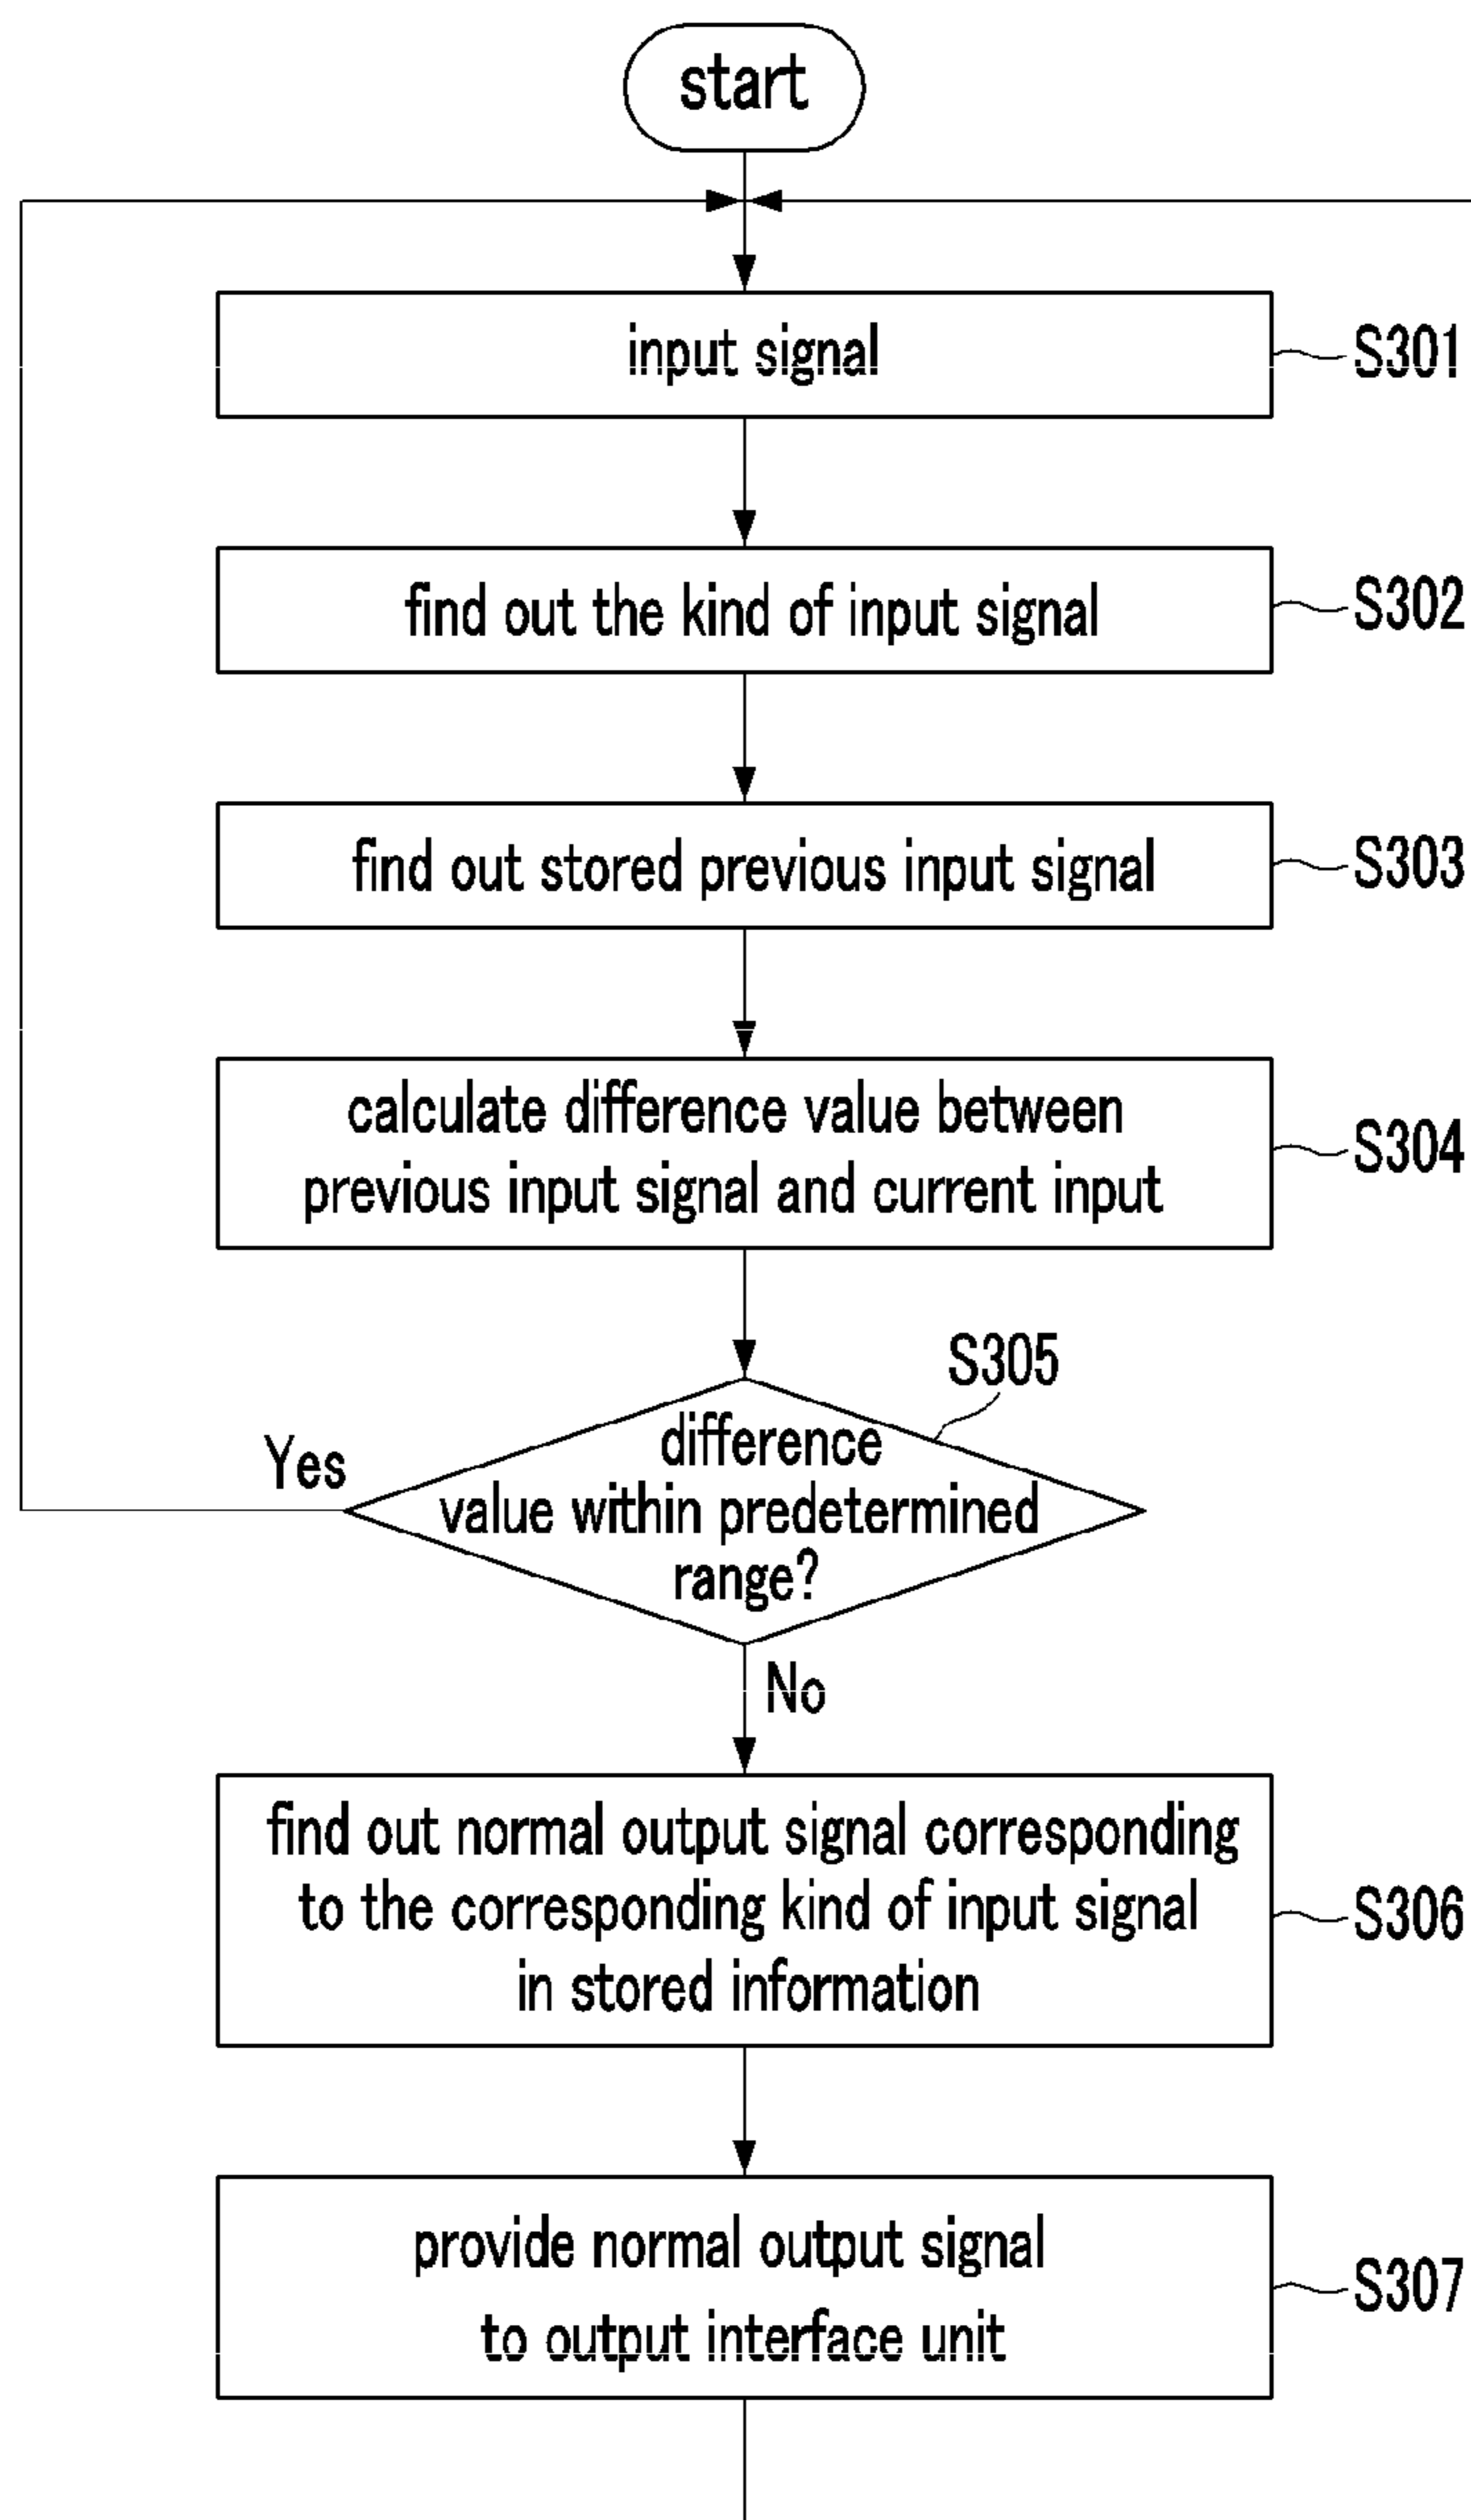 start
input signal
S301
find out the kind of input signal
S302
find out stored previous input signal
S303
calculate difference value between
previous input signal and current input
S304
S305
difference
value within predetermined
range?
Yes
No
find out normal output signal corresponding
to the corresponding kind of input signal
in stored information
S306
provide normal output signal
to output interface unit
S307